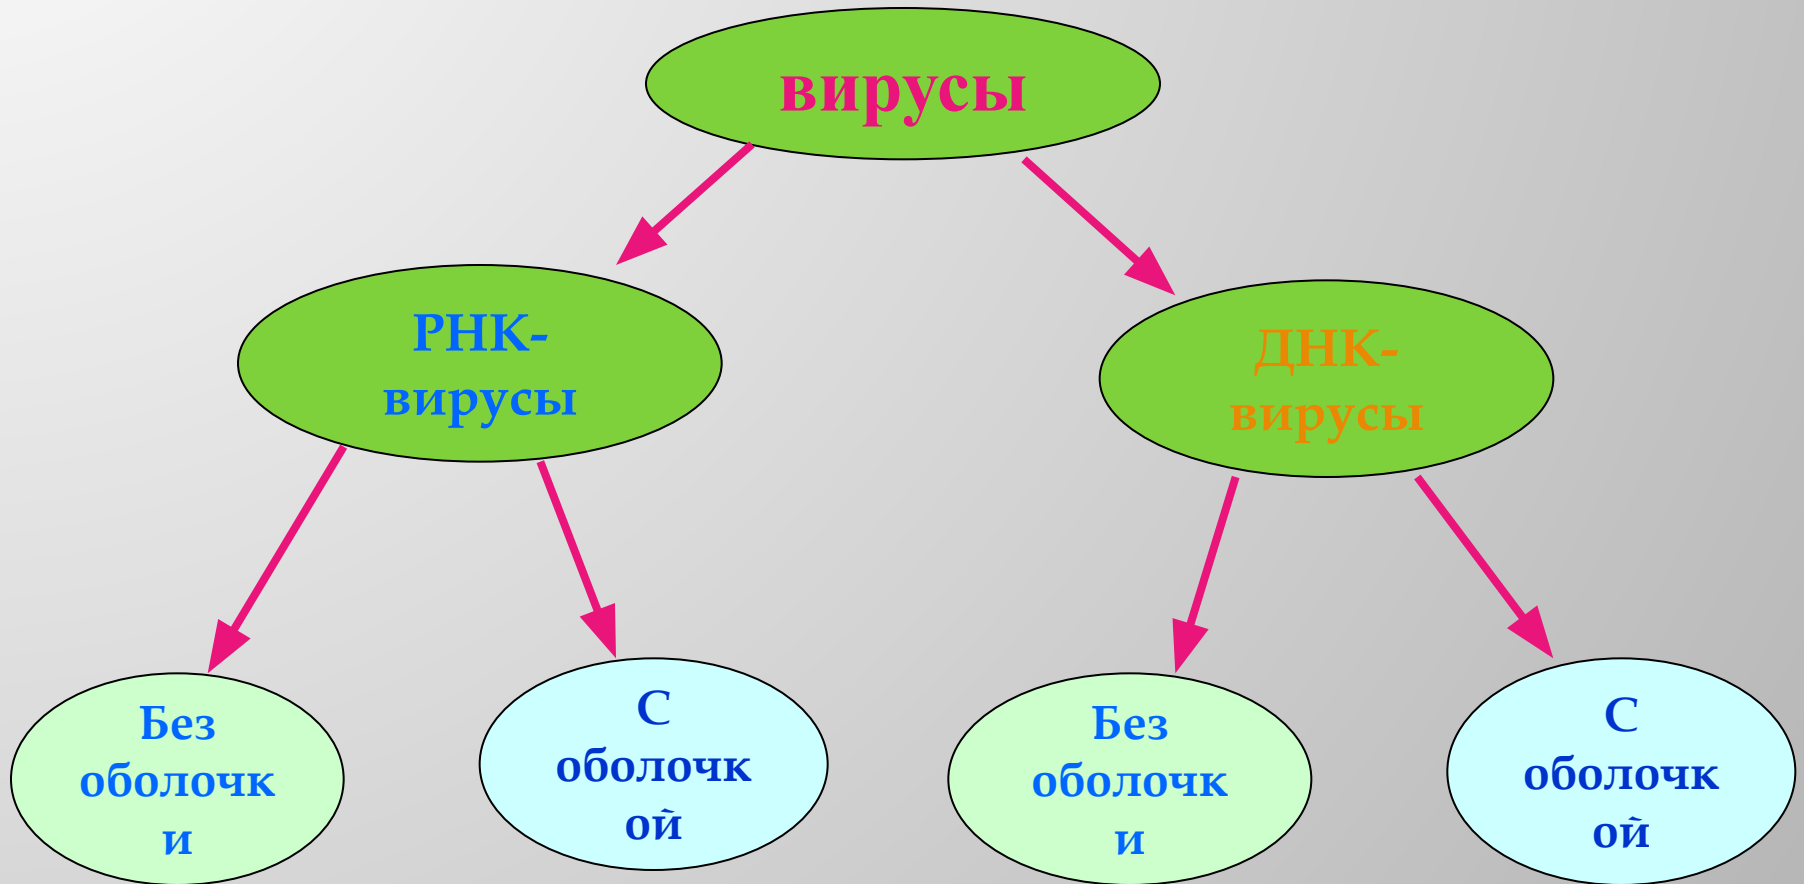 вирусы
РНК-
вирусы
ДНК-
вирусы
Без
оболочк
и
С
оболочк
ой
Без
оболочк
и
С
оболочк
ой